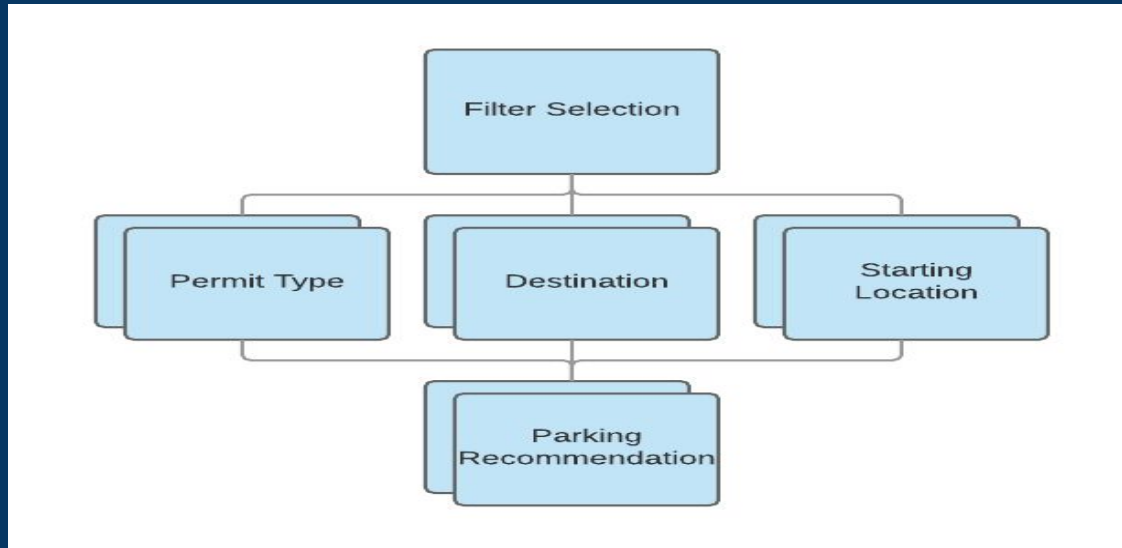 Filter Selection
Permit Type
Destination
Starting
Location
Parking
Recommendation